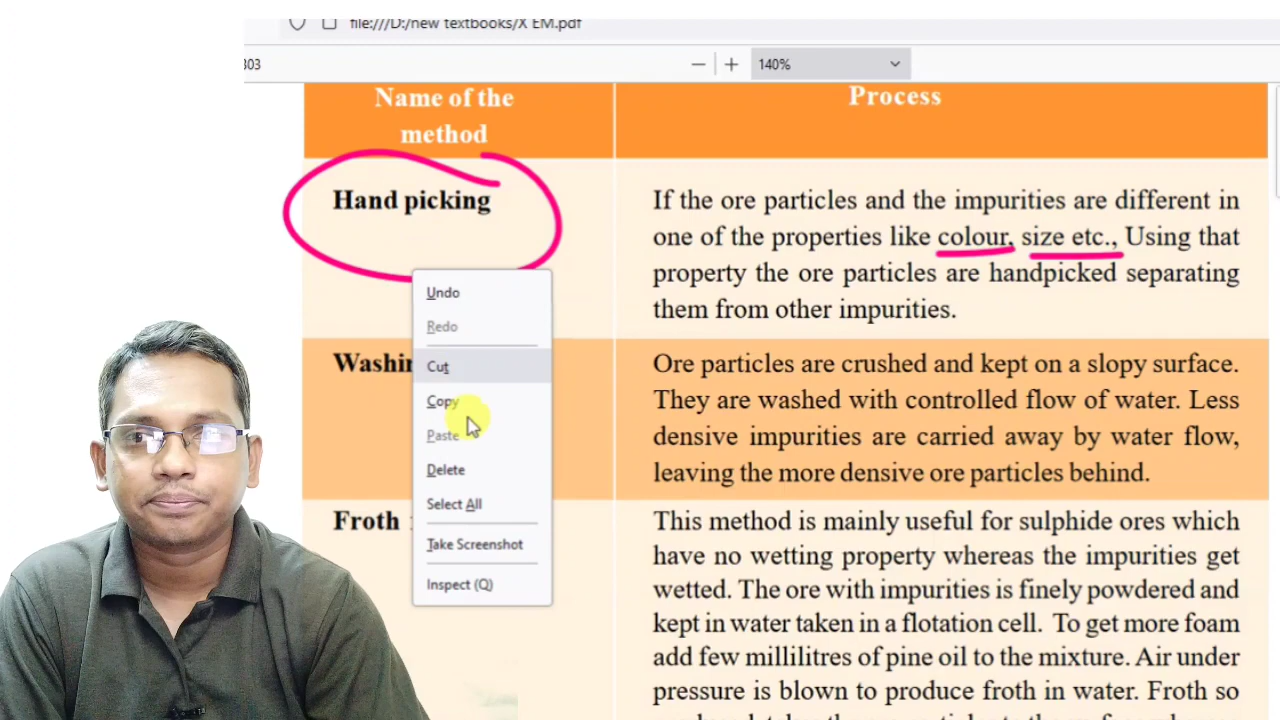 file:///D:/new textbooks/X EM.pdf
303
140%
Name of the
method
Process
Hand picking
If the ore particles and the impurities are different in
one of the properties like colour, size etc., Using that
property the ore particles are handpicked separating
them from other impurities.
Undo
Redo
Cut
Copy
Paste
Delete
Select All
Take Screenshot
Inspect (Q)
Washin
Ore particles are crushed and kept on a slopy surface.
They are washed with controlled flow of water. Less
densive impurities are carried away by water flow,
leaving the more densive ore particles behind.
Froth
This method is mainly useful for sulphide ores which
have no wetting property whereas the impurities get
wetted. The ore with impurities is finely powdered and
kept in water taken in a flotation cell. To get more foam
add few millilitres of pine oil to the mixture. Air under
pressure is blown to produce froth in water. Froth so